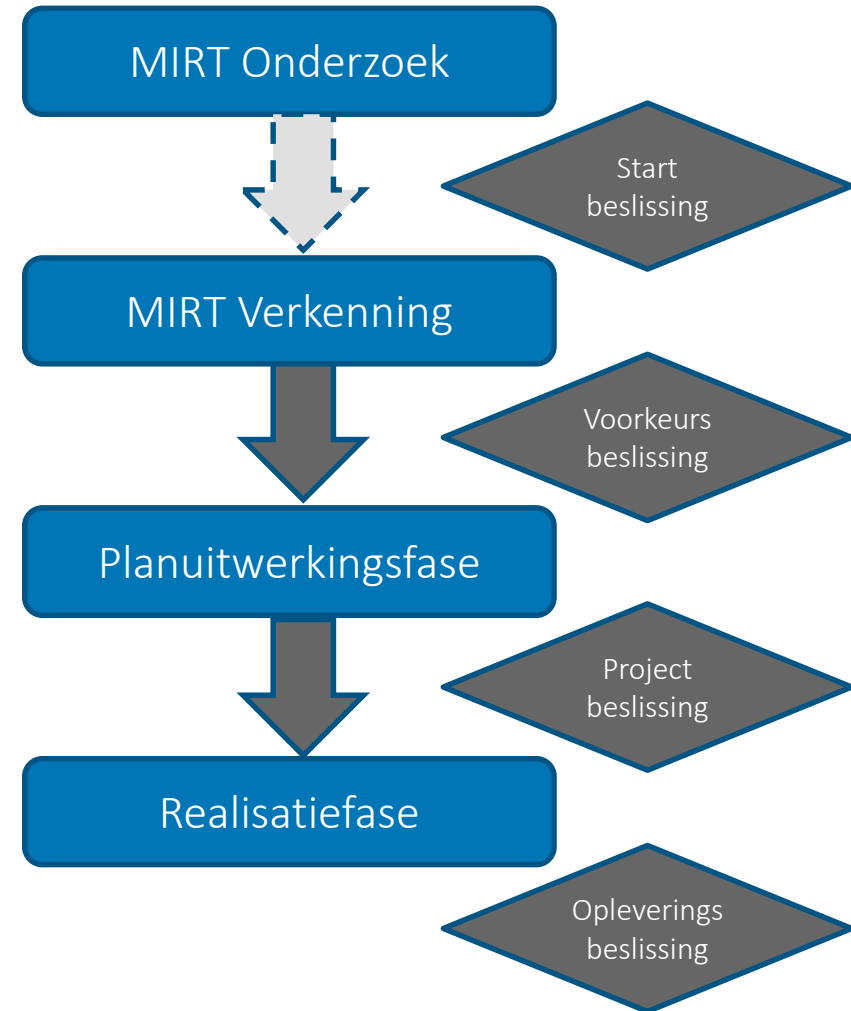 MIRT Onderzoek
Start
beslissing
MIRT Verkenning
Voorkeurs
beslissing
Planuitwerkingsfase
Project
beslissing
Realisatiefase
Opleverings
beslissing